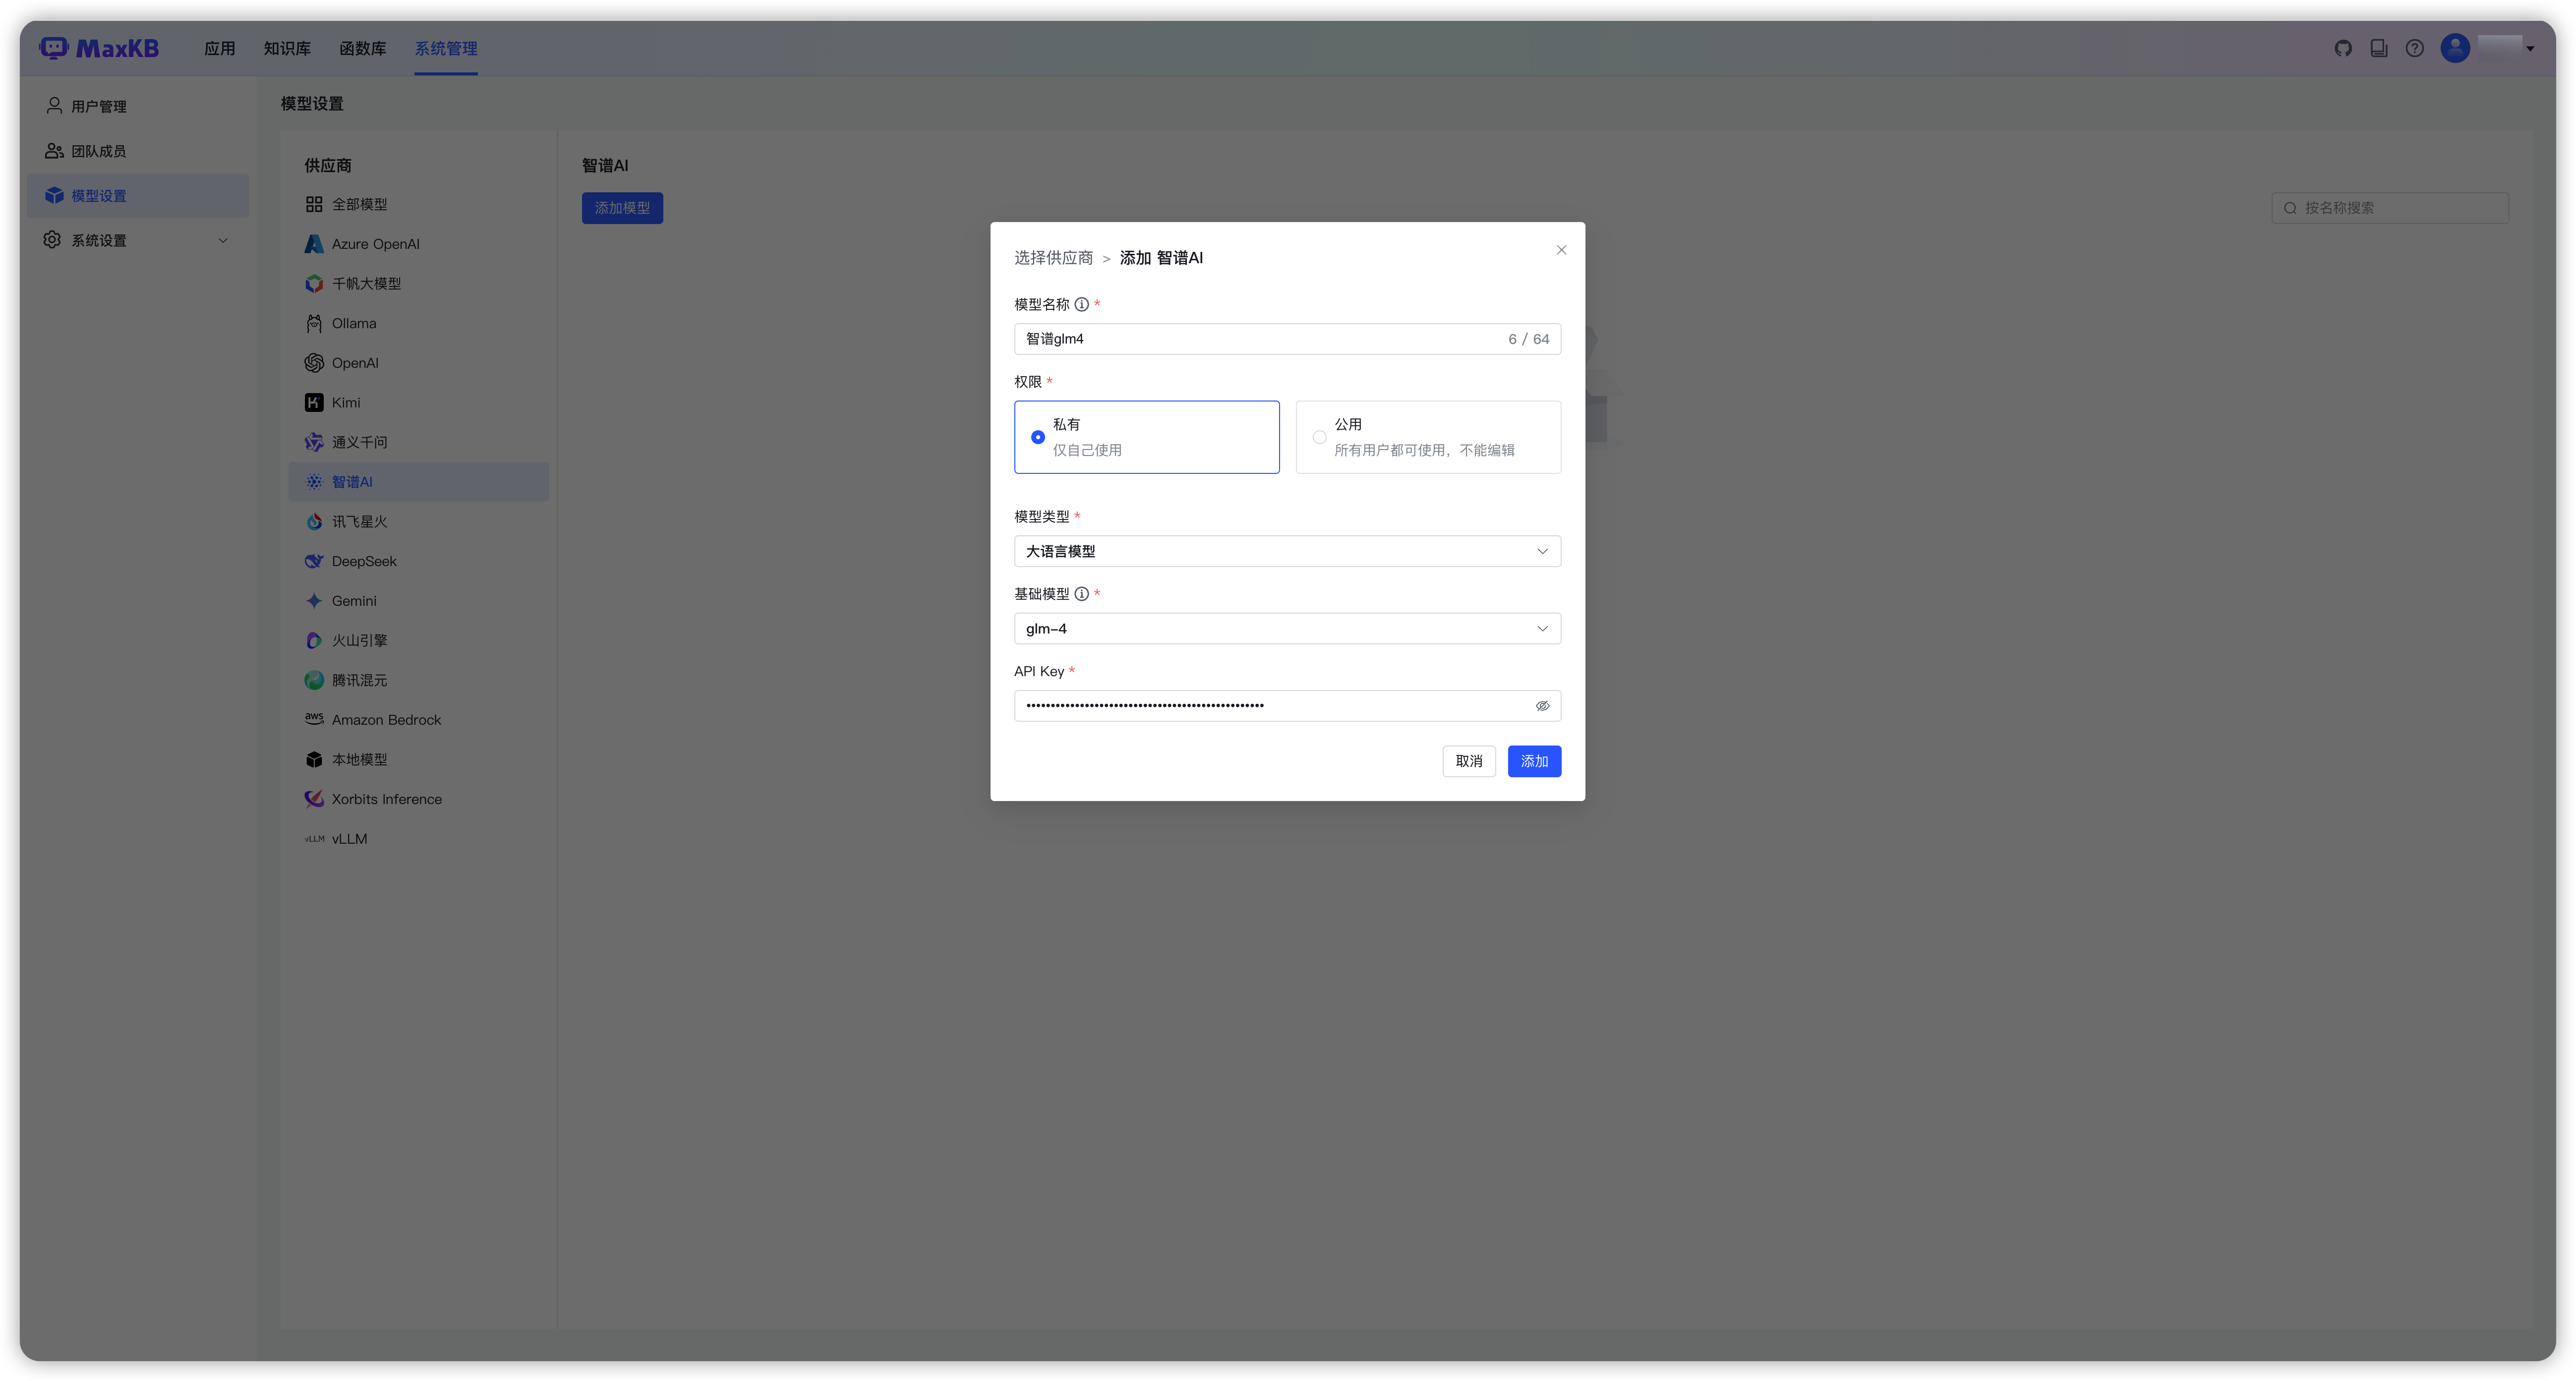 MaxKB
应用 知识库 函数库 系统管理
用户管理
团队成员
模型设置
系统设置
模型设置
供应商
全部模型
Azure OpenAI
千帆大模型
Ollama
OpenAI
Kimi
通义千问
智谱AI
讯飞星火
DeepSeek
Gemini
火山引擎
腾讯混元
aws Amazon Bedrock
本地模型
Xorbits Inference
vLLM vLLM
智谱AI
添加模型
按名称搜索
选择供应商 > 添加 智谱AI
模型名称 *
智谱glm4 6 / 64
权限 *
私有
仅自己使用
公用
所有用户都可使用，不能编辑
模型类型 *
大语言模型
基础模型 *
glm-4
API Key *
取消 添加